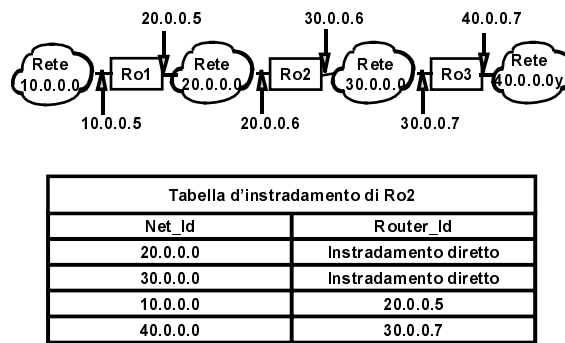 20.0.0.5
30.0.0.6
40.0.0.7
Rete
10.0.0.0
Ro1
Rete
20.0.0.0
Ro2
Rete
30.0.0.0
Ro3
Rete
40.0.0.0y
10.0.0.5
20.0.0.6
30.0.0.7
Tabella d'instradamento di Ro2
Net_Id Router_Id
20.0.0.0 Instradamento diretto
30.0.0.0 Instradamento diretto
10.0.0.0 20.0.0.5
40.0.0.0 30.0.0.7